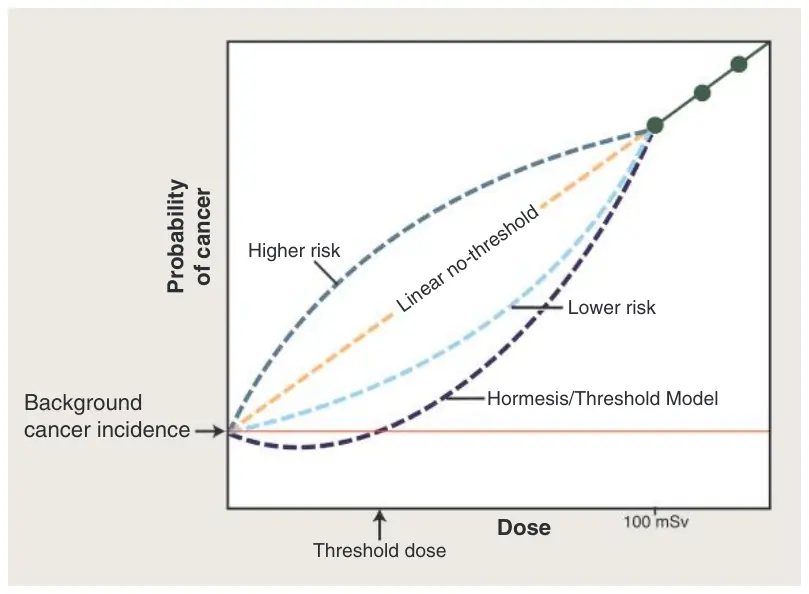 Probability
of cancer
Higher risk
Linear no-threshold
Lower risk
Hormesis/Threshold Model
Background
cancer incidence
Dose
100 mSv
Threshold dose